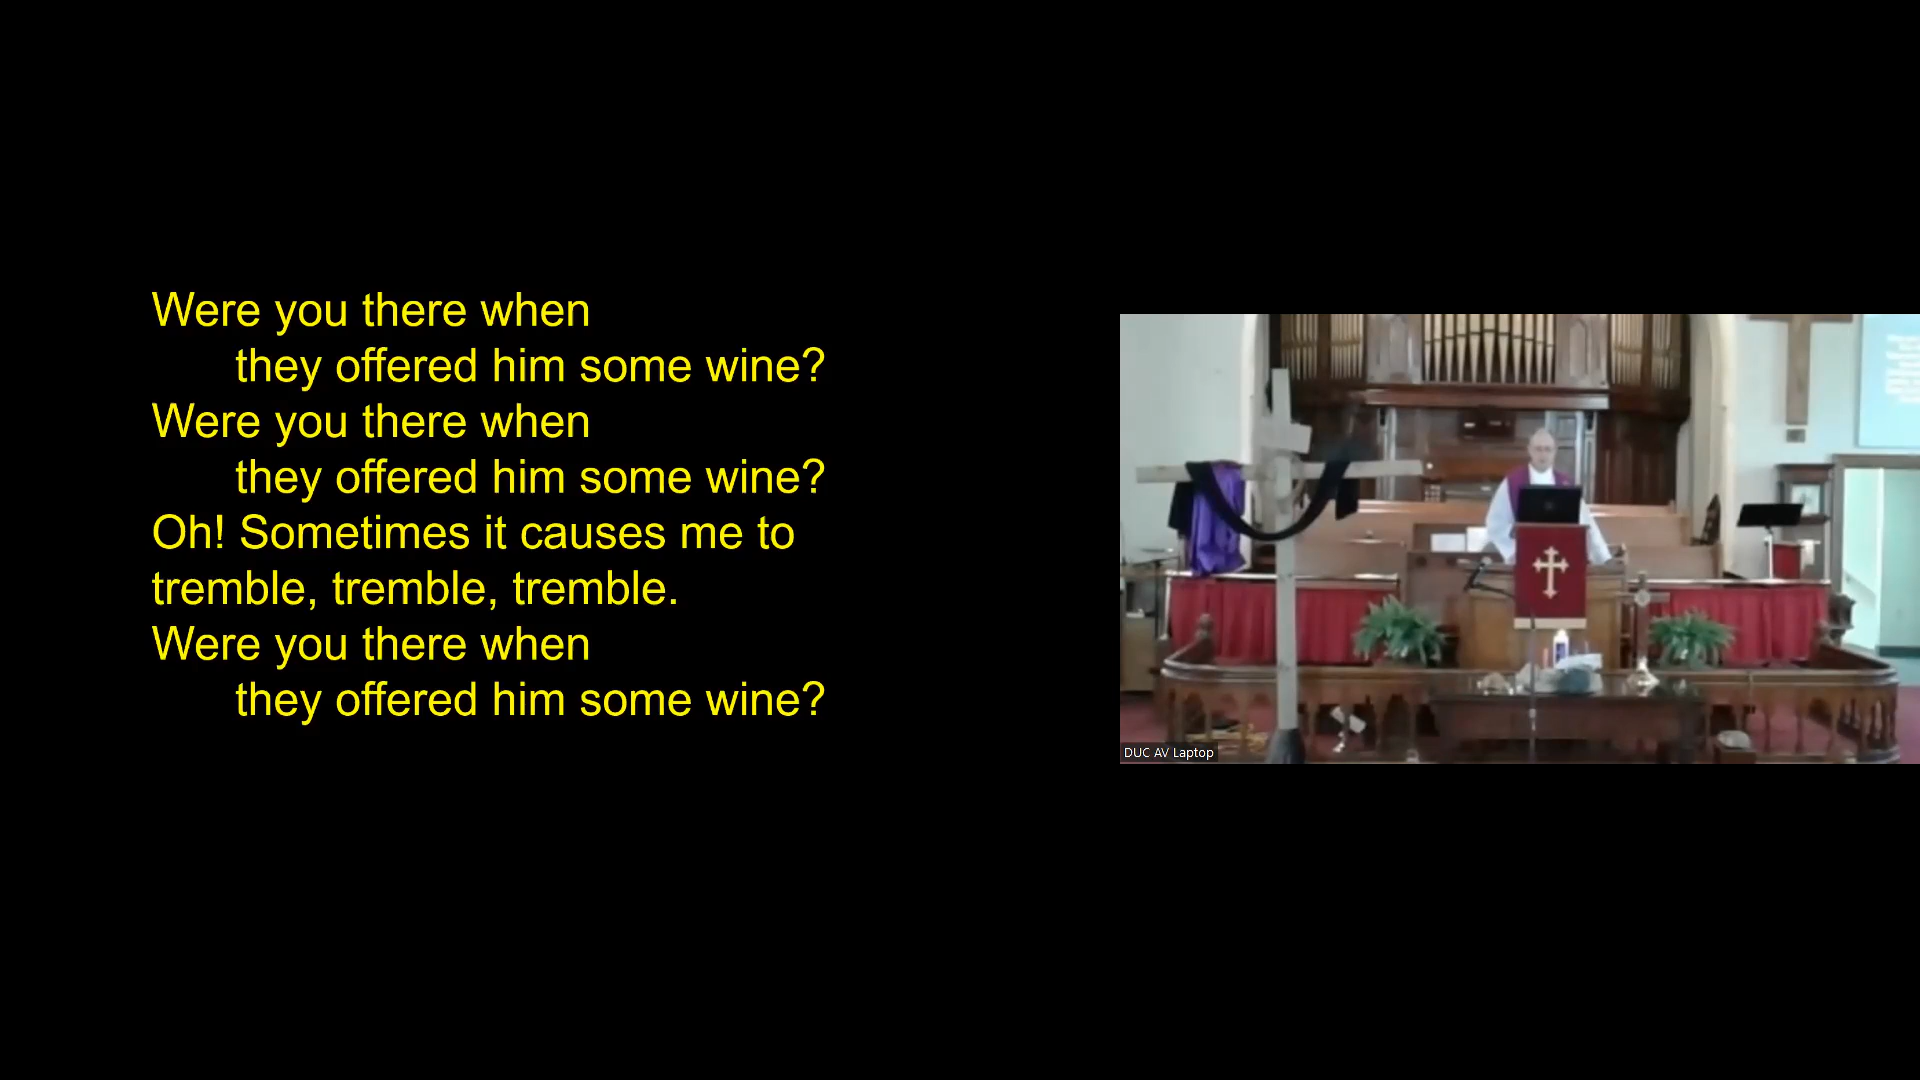 Were you there when
they offered him some wine?
Were you there when
they offered him some wine?
Oh! Sometimes it causes me to
tremble, tremble, tremble.
Were you there when
they offered him some wine?
DUC AV Laptop